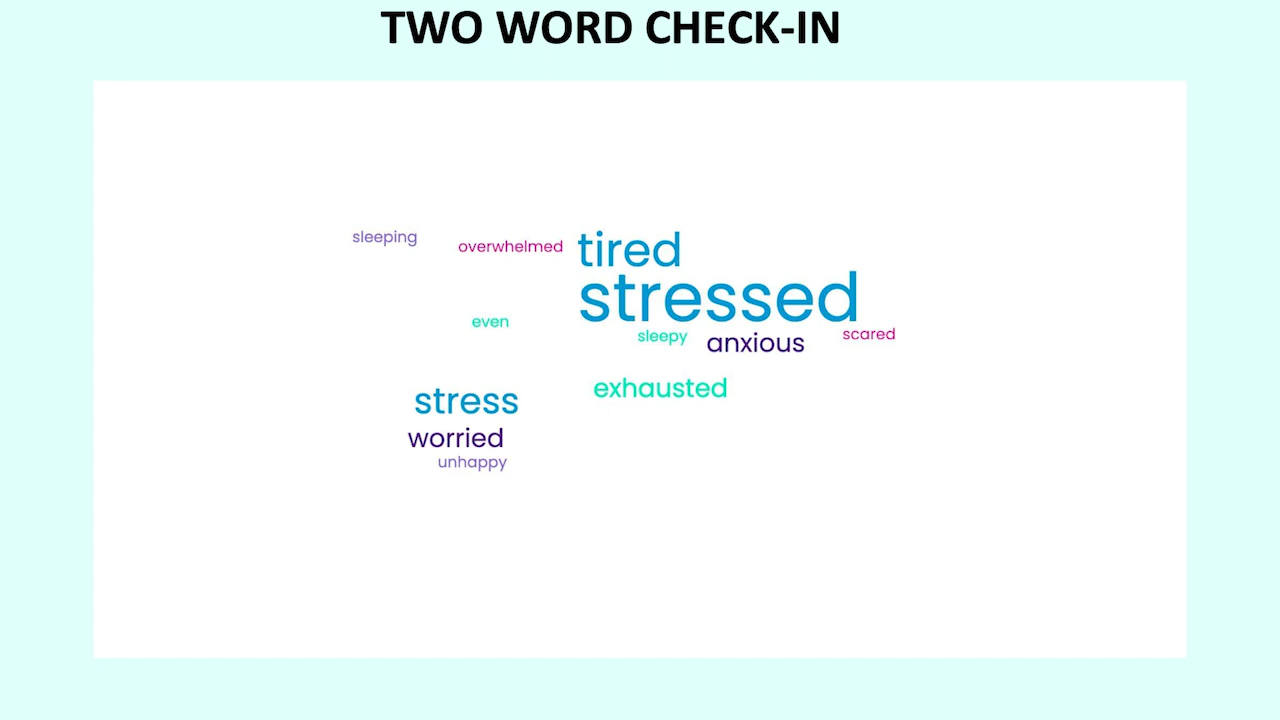 TWO WORD CHECK-IN
sleeping
overwhelmed
tired
stressed
even
sleepy
anxious
scared
exhausted
stress
worried
unhappy